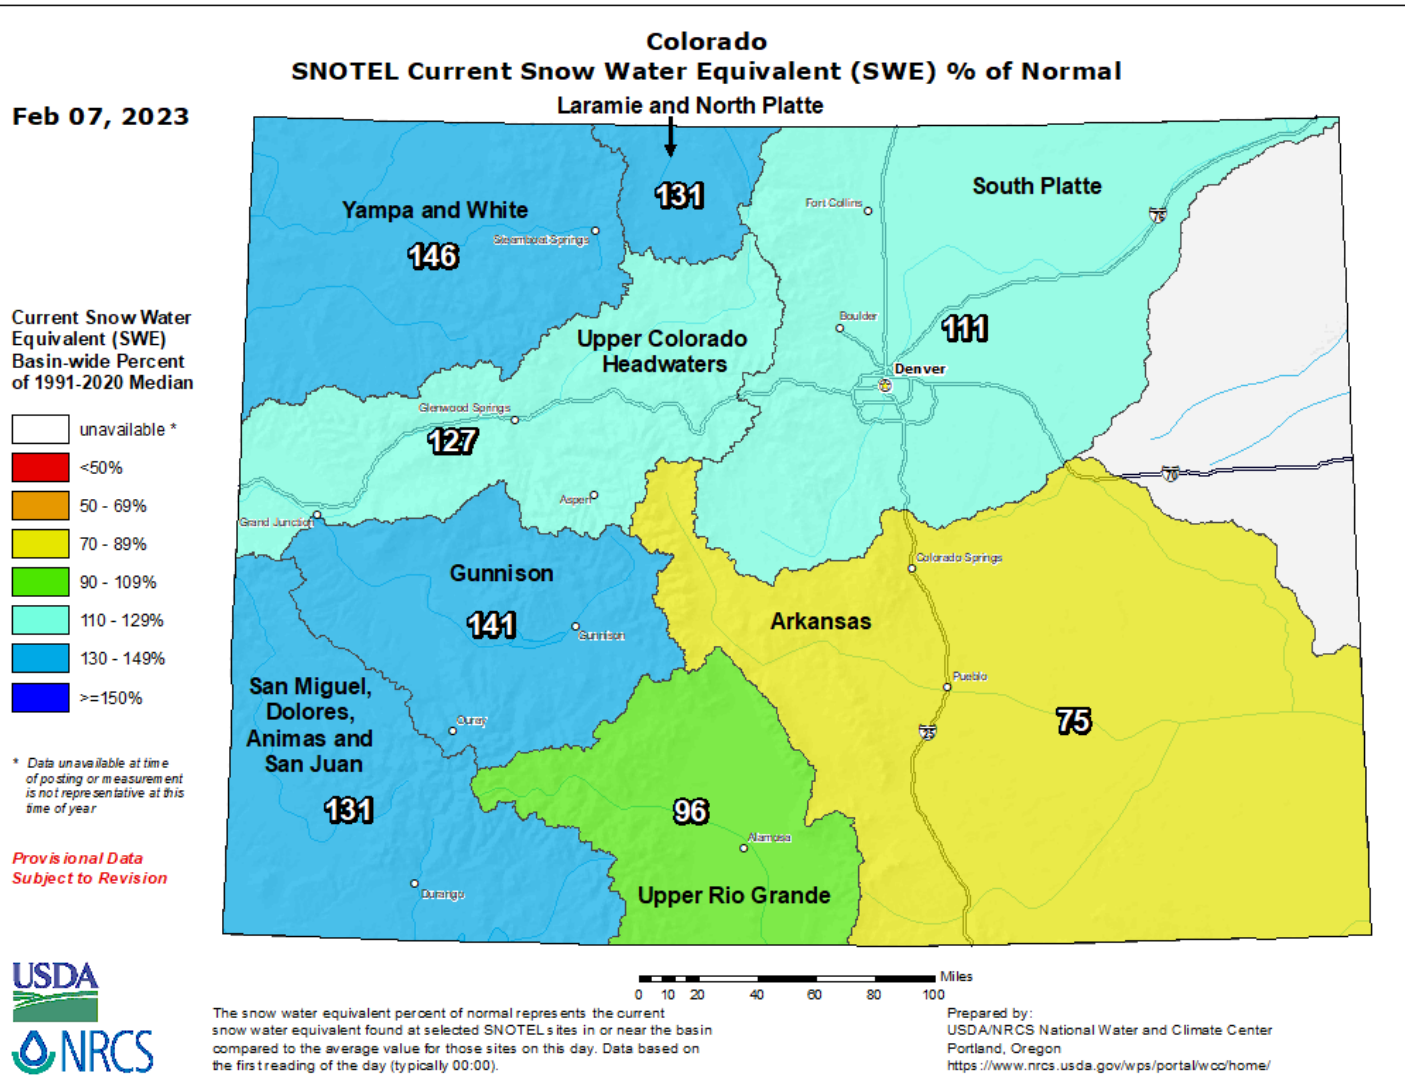 Colorado
SNOTEL Current Snow Water Equivalent (SWE) % of Normal
Feb 07, 2023
Laramie and North Platte
131
Yampa and White
146
Steamboat Springs
South Platte
Fort Collins
76
111
Boulder
Denver
Upper Colorado
Headwaters
Glenwood Springs
127
Aspen
Grand Junction
70
Gunnison
141
Gunnison
Colorado Springs
Arkansas
Pueblo
75
25
San Miguel,
Dolores,
Animas and
San Juan
131
Ouray
Durango
96
Alamosa
Upper Rio Grande
Current Snow Water
Equivalent (SWE)
Basin-wide Percent
of 1991-2020 Median
unavailable *
<50%
50 - 69%
70 - 89%
90 - 109%
110 - 129%
130 - 149%
>=150%
* Data unavailable at time
of posting or measurement
is not representative at this
time of year
Provisional Data
Subject to Revision
USDA
NRCS
Miles
0 10 20 40 60 80 100
The snow water equivalent percent of normal represents the current
snow water equivalent found at selected SNOTEL sites in or near the basin
compared to the average value for those sites on this day. Data based on
the first reading of the day (typically 00:00).
Prepared by:
USDA/NRCS National Water and Climate Center
Portland, Oregon
https://www.nrcs.usda.gov/wps/portal/wcc/home/